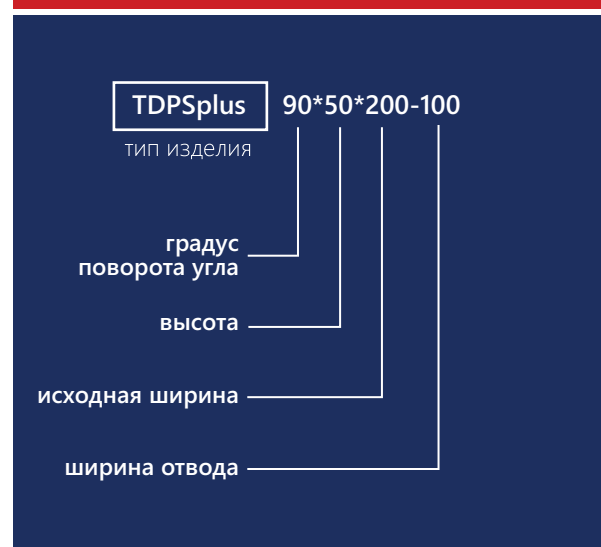 TDPSplus 90*50*200-100
тип изделия
градус
поворота угла
высота
исходная ширина
ширина отвода